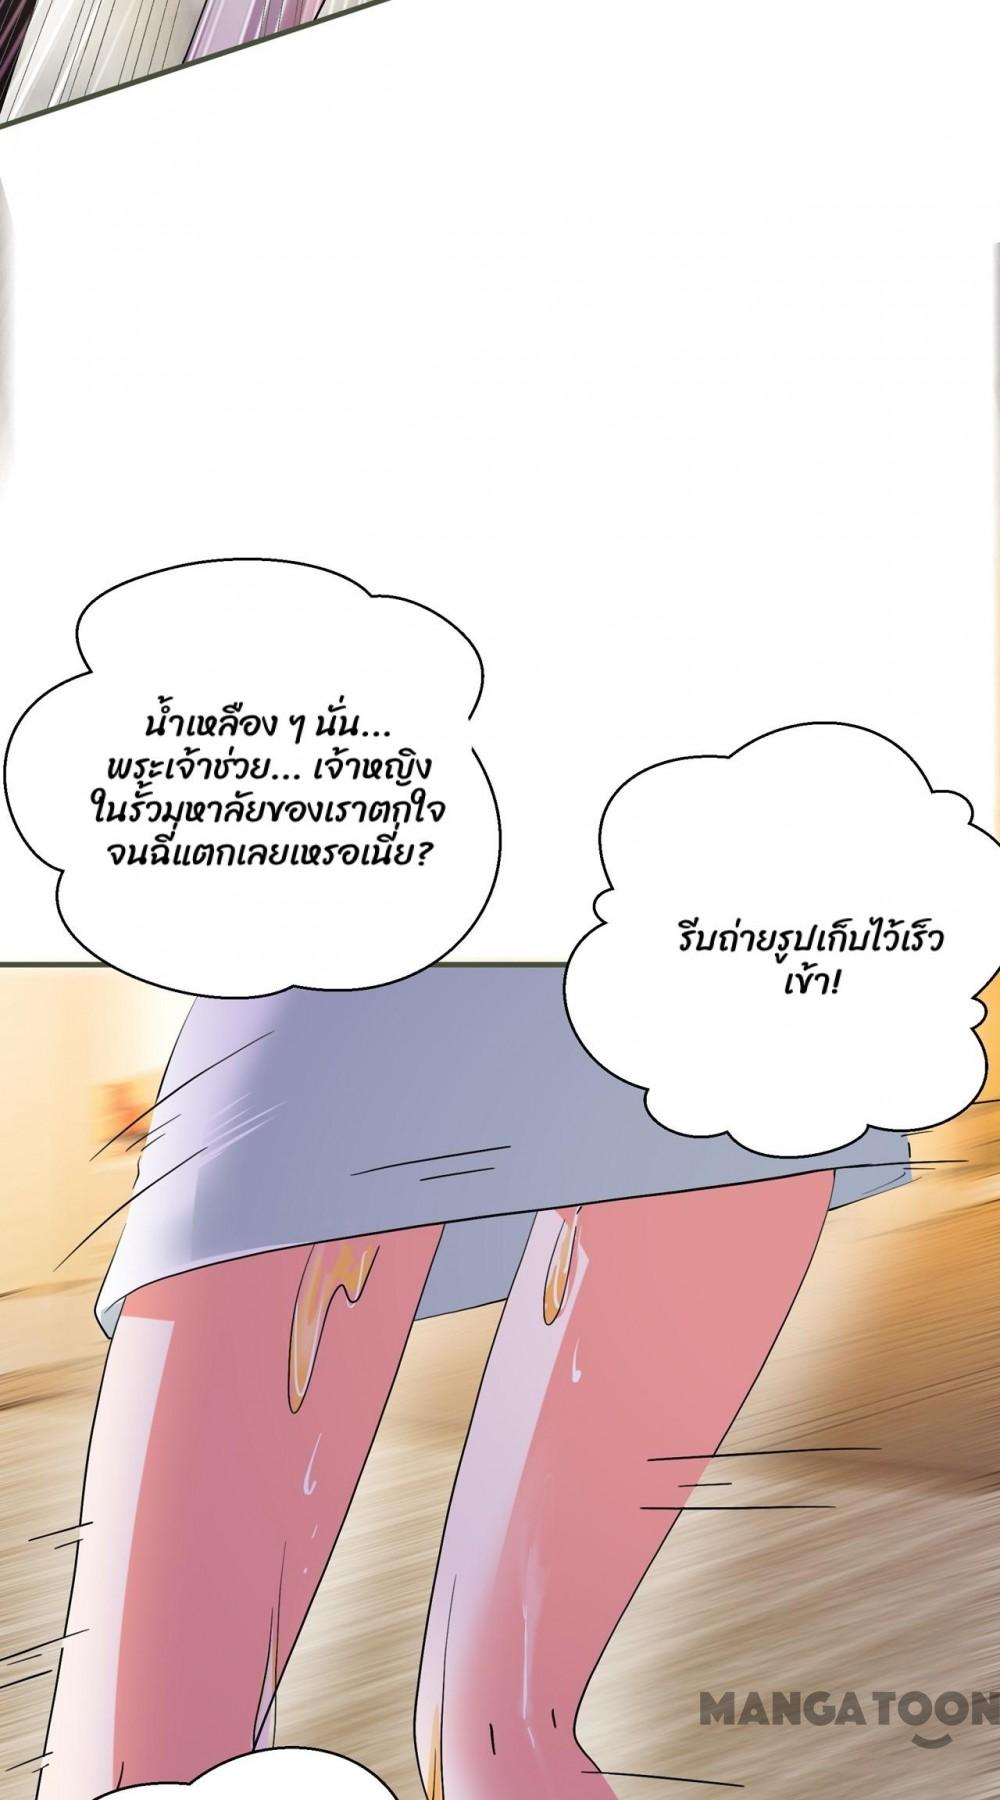 น้ำเหลือง ๆ นั่น...
พระเจ้าช่วย... เจ้าหญิง
ในรั้วมหาลัยของเราตกใจ
จนฉี่แตกเลยเหรอเนี่ย?
รีบถ่ายรูปเก็บไว้เร็ว
เข้า!
MANGATOON